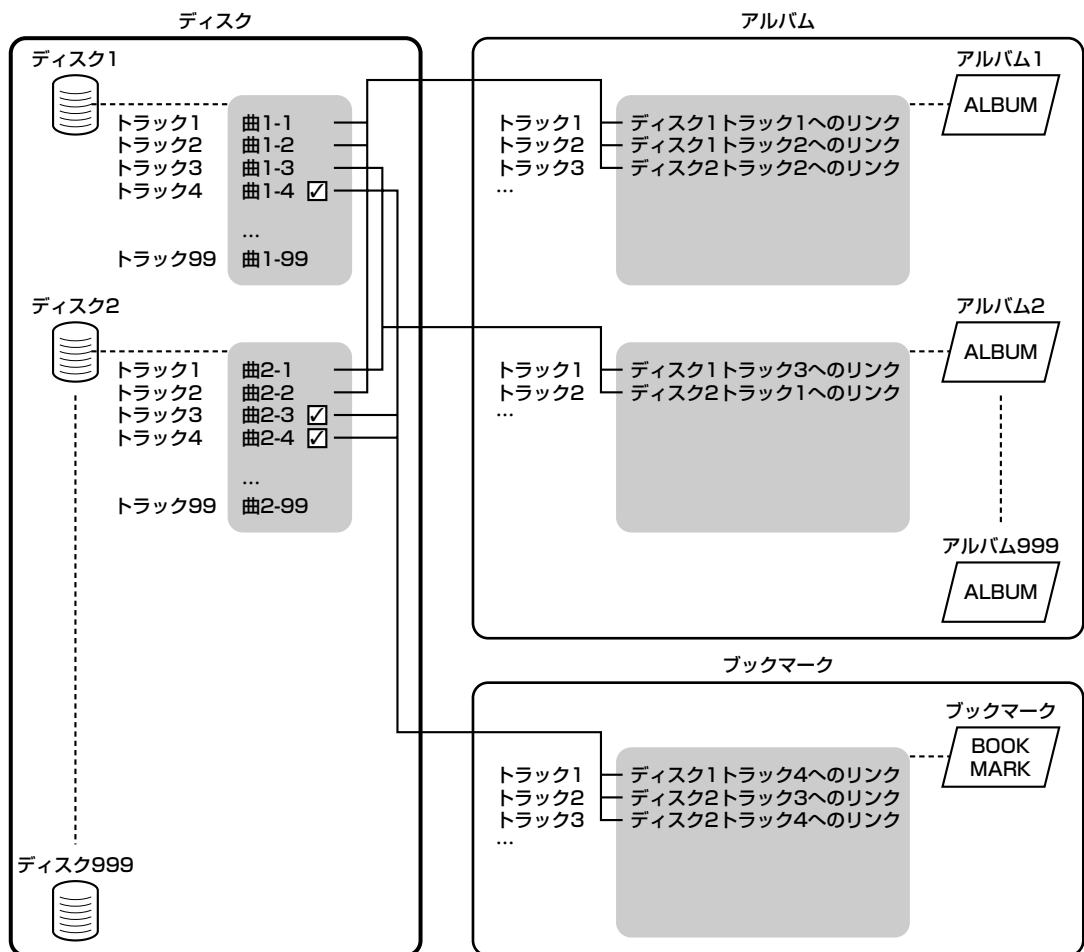 ディスク
ディスク1
トラック1 曲1-1
トラック2 曲1-2
トラック3 曲1-3
トラック4 曲1-4
...
トラック99 曲1-99
ディスク2
トラック1 曲2-1
トラック2 曲2-2
トラック3 曲2-3
トラック4 曲2-4
...
トラック99 曲2-99
ディスク999
アルバム
アルバム1
ALBUM
トラック1 ディスク1トラック1へのリンク
トラック2 ディスク1トラック2へのリンク
トラック3 ディスク2トラック2へのリンク
...
アルバム2
ALBUM
トラック1 ディスク1トラック3へのリンク
トラック2 ディスク2トラック1へのリンク
...
アルバム999
ALBUM
ブックマーク
ブックマーク
BOOK
MARK
トラック1 ディスク1トラック4へのリンク
トラック2 ディスク2トラック3へのリンク
トラック3 ディスク2トラック4へのリンク
...